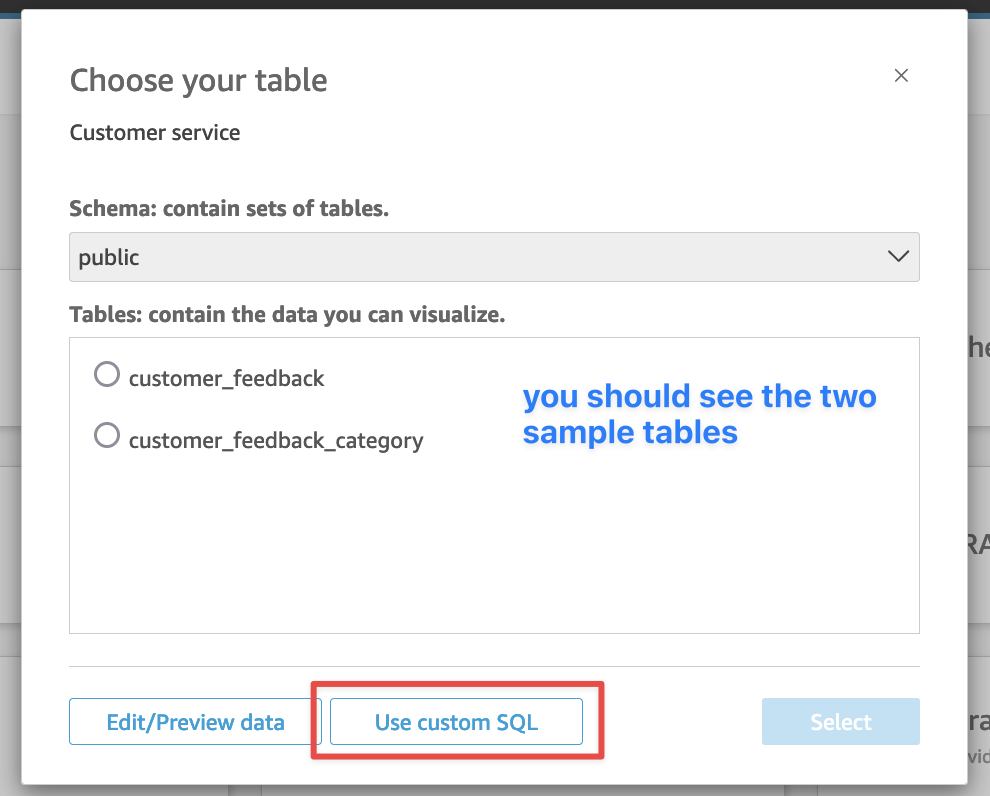 Choose your table
Customer service
Schema: contain sets of tables.
public
Tables: contain the data you can visualize.
customer_feedback
customer_feedback_category
you should see the two
sample tables
Edit/Preview data
Use custom SQL
Select